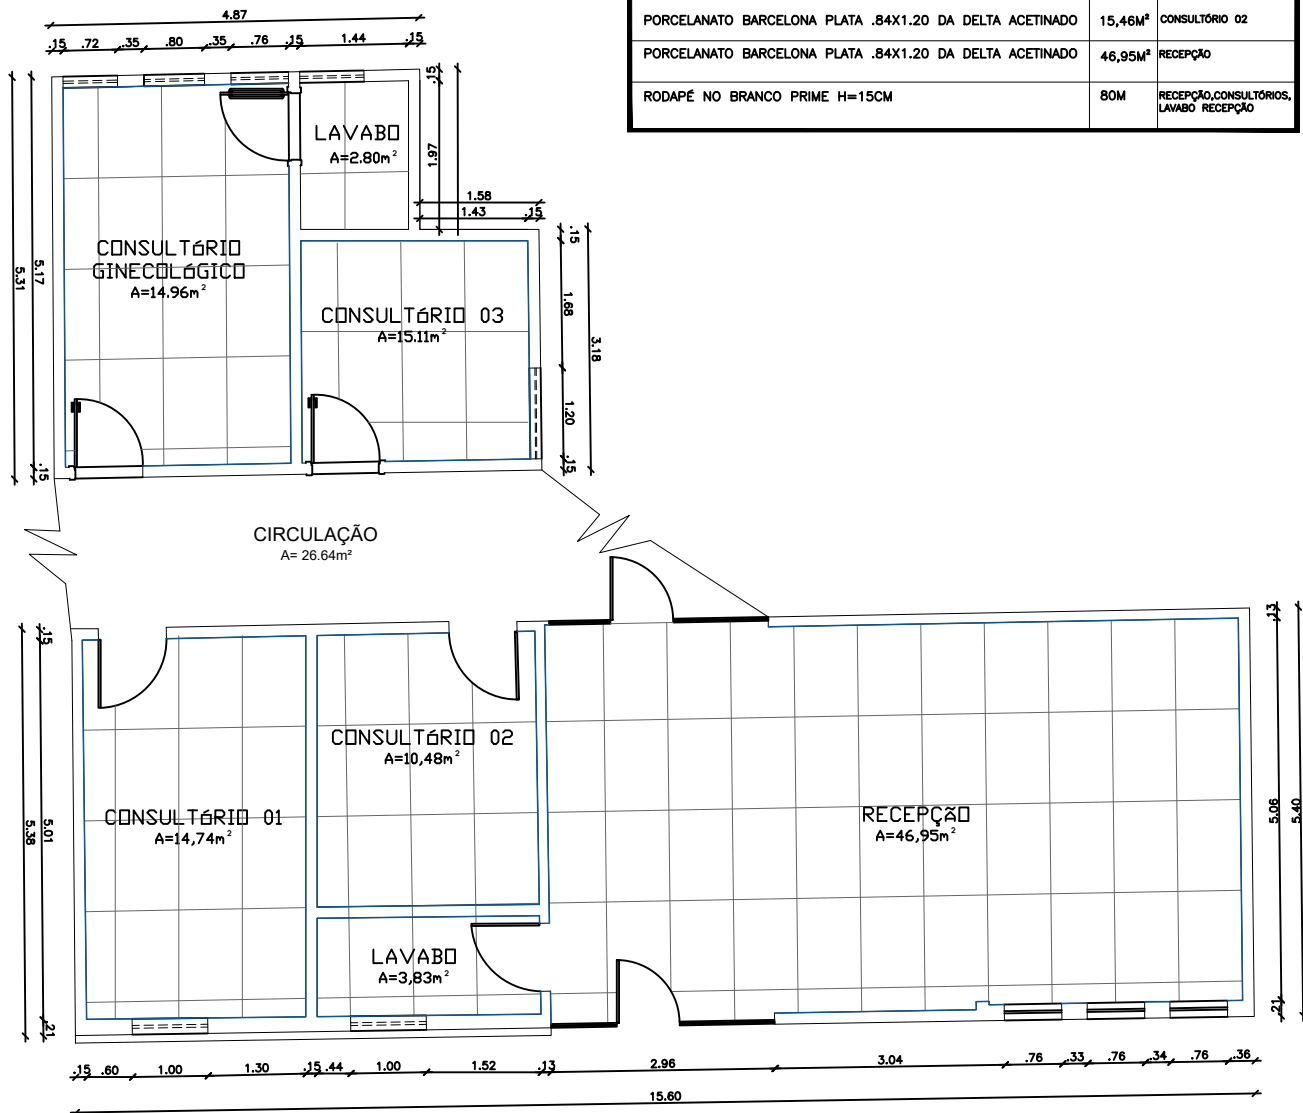 PORCELANATO BARCELONA PLATA .84X1.20 DA DELTA ACETINADO 15,46M² CONSULTÓRIO 02
PORCELANATO BARCELONA PLATA .84X1.20 DA DELTA ACETINADO 46,95M² RECEPÇÃO
RODAPÉ NO BRANCO PRIME H=15CM 80M RECEPÇÃO,CONSULTÓRIOS,
LAVABO RECEPÇÃO
4.87
.15 .72 .35 .80 .35 .76 .15 1.44 .15
.15
1.97
LAVABO
A=2.80m²
1.58
1.43 .15
CONSULTÓRIO
GINECOLÓGICO
A=14.96m²
5.31
5.17
.15
CONSULTÓRIO 03
A=15.11m²
.15
1.68
3.18
1.20
.15
CIRCULAÇÃO
A= 26.64m²
.15
5.01
5.38
.21
CONSULTÓRIO 02
A=10,48m²
CONSULTÓRIO 01
A=14,74m²
RECEPÇÃO
A=46,95m²
LAVABO
A=3,83m²
.13
5.06
5.40
.21
.15 .60 1.00 1.30 .15 .44 1.00 1.52 .13 2.96 3.04 .76 .33 .76 .34 .76 .36
15.60